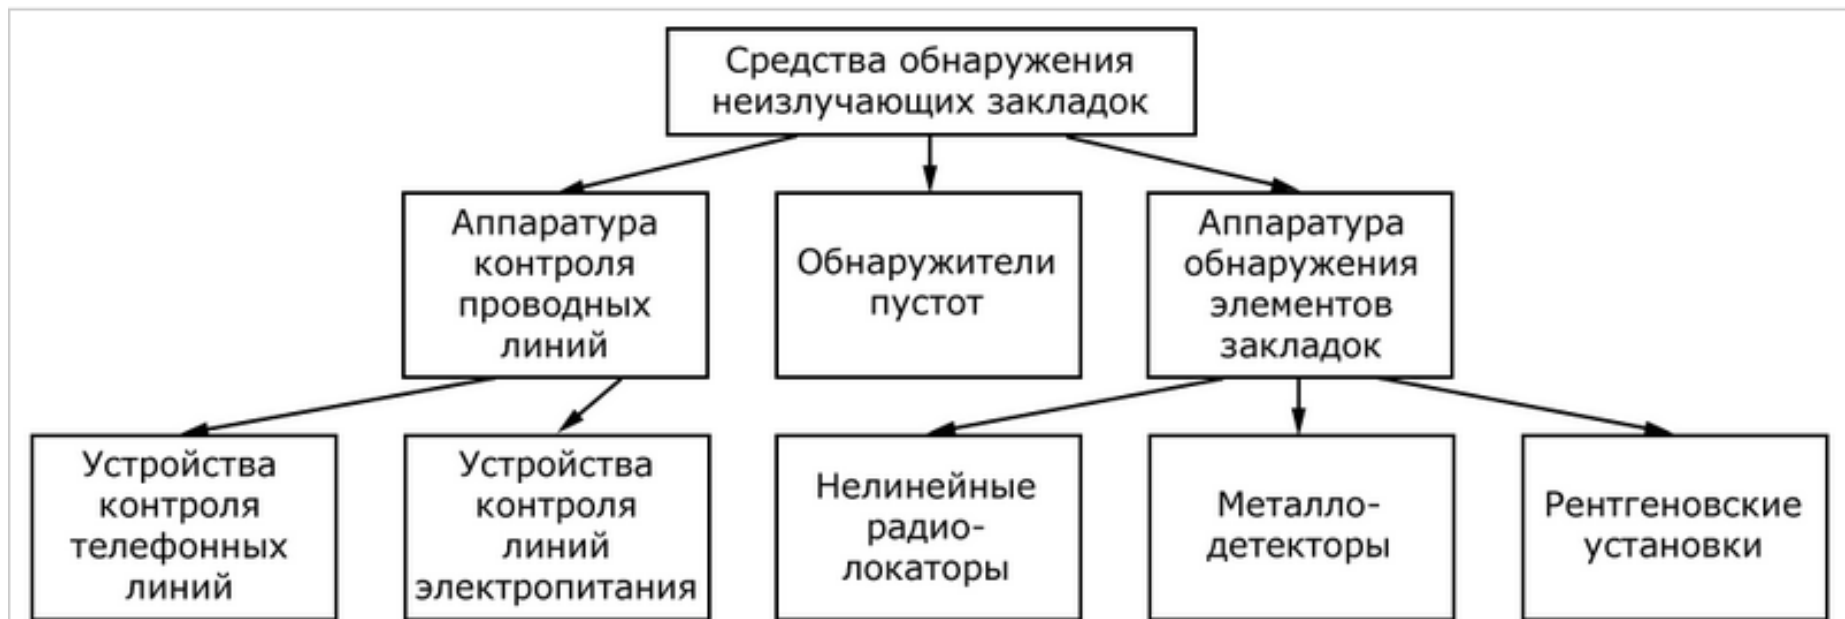 Средства обнаружения
неизлучающих закладок
Аппаратура
контроля
проводных
линий
Обнаружители
пустот
Аппаратура
обнаружения
элементов
закладок
Устройства
контроля
телефонных
линий
Устройства
контроля
линий
электропитания
Нелинейные
радио-
локаторы
Металло-
детекторы
Рентгеновские
установки